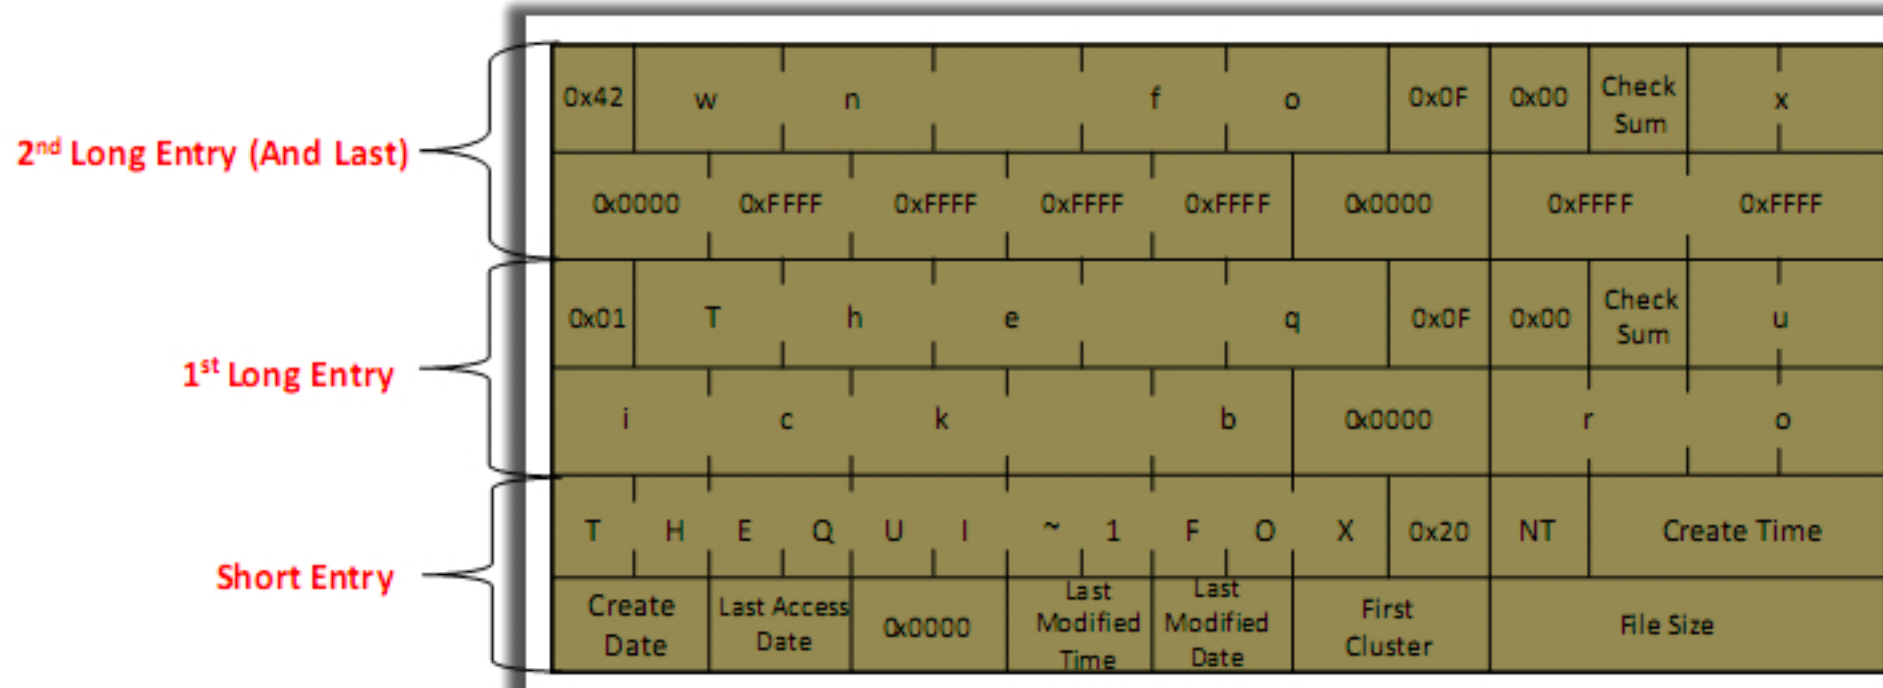 0x42 w n f o 0x0F 0x00 Check Sum x
2nd Long Entry (And Last)
0x0000 0xFFFF 0xFFFF 0xFFFF 0xFFFF 0x0000 0xFFFF 0xFFFF
0x01 T h e q 0x0F 0x00 Check Sum u
1st Long Entry
i c k b 0x0000 r o
T H E Q U I ~ 1 F O X 0x20 NT Create Time
Short Entry
Create Date Last Access Date 0x0000 Last Modified Time Last Modified Date First Cluster File Size